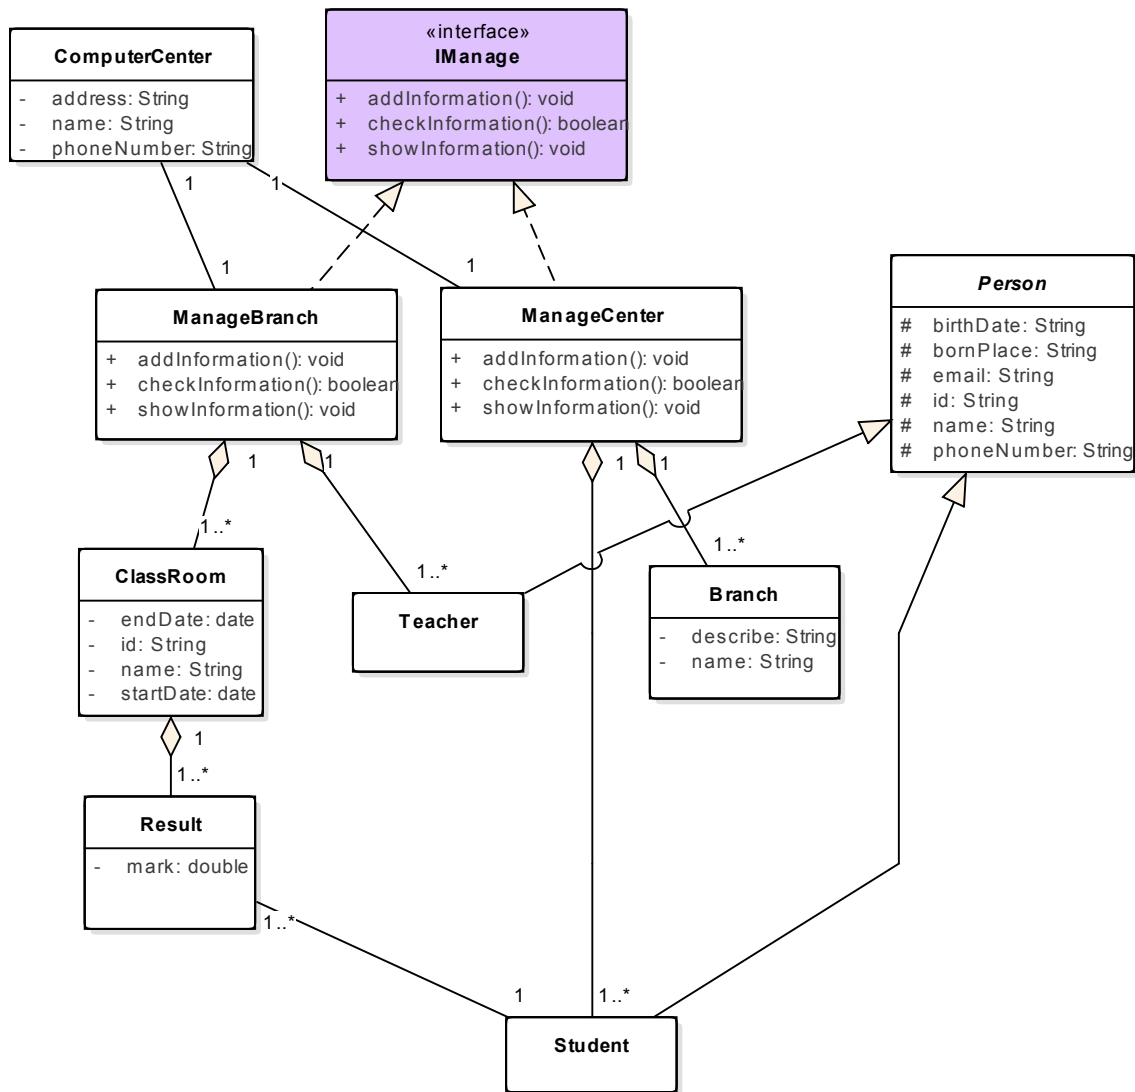 ComputerCenter
- address: String
- name: String
- phoneNumber: String
«interface»
IManage
+ addInformation(): void
+ checkInformation(): boolean
+ showInformation(): void
1
1
1
1
ManageBranch
+ addInformation(): void
+ checkInformation(): boolean
+ showInformation(): void
ManageCenter
+ addInformation(): void
+ checkInformation(): boolean
+ showInformation(): void
Person
# birthDate: String
# bornPlace: String
# email: String
# id: String
# name: String
# phoneNumber: String
1
1
1
1
1..*
1..*
1..*
ClassRoom
- endDate: date
- id: String
- name: String
- startDate: date
Teacher
Branch
- describe: String
- name: String
1
1..*
Result
- mark: double
1..*
1
1..*
Student